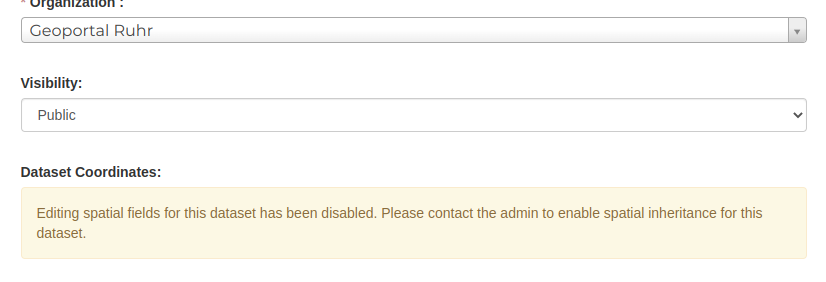 * Organization :
Geoportal Ruhr
Visibility:
Public
Dataset Coordinates:
Editing spatial fields for this dataset has been disabled. Please contact the admin to enable spatial inheritance for this
dataset.